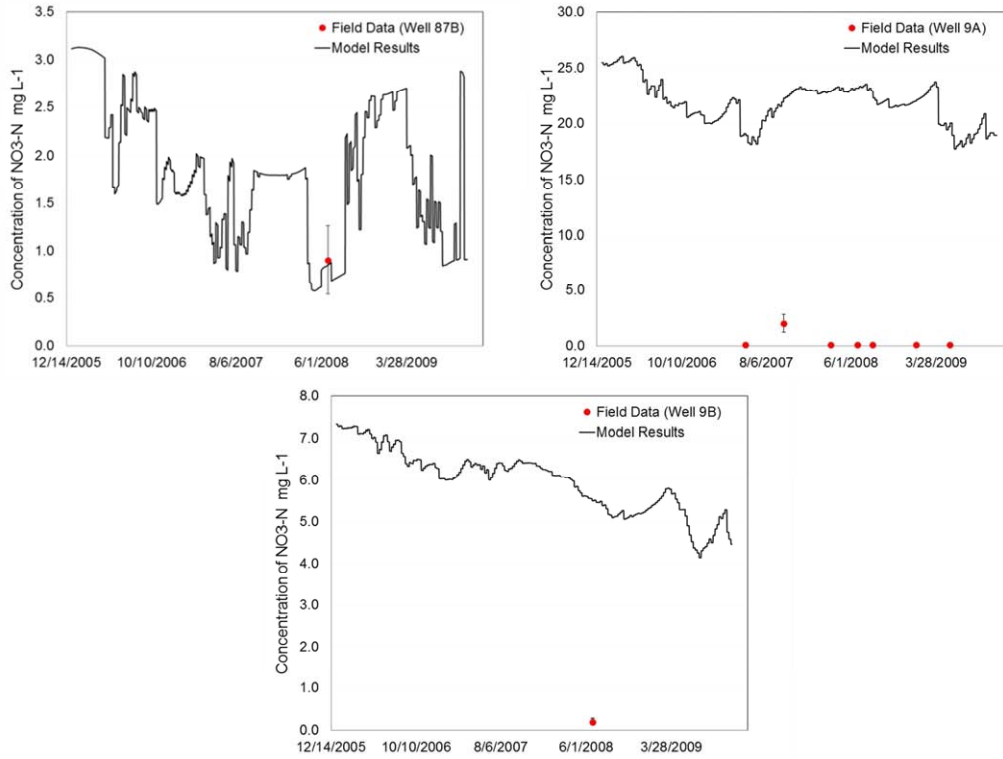 Concentration of NO3-N mg L-1
3.5
3.0
2.5
2.0
1.5
1.0
0.5
0.0
Field Data (Well 87B)
Model Results
12/14/2005 10/10/2006 8/6/2007 6/1/2008 3/28/2009
Concentration of NO3-N mg L-1
30.0
25.0
20.0
15.0
10.0
5.0
0.0
Field Data (Well 9A)
Model Results
12/14/2005 10/10/2006 8/6/2007 6/1/2008 3/28/2009
Concentration of NO3-N mg L-1
8.0
7.0
6.0
5.0
4.0
3.0
2.0
1.0
0.0
Field Data (Well 9B)
Model Results
12/14/2005 10/10/2006 8/6/2007 6/1/2008 3/28/2009